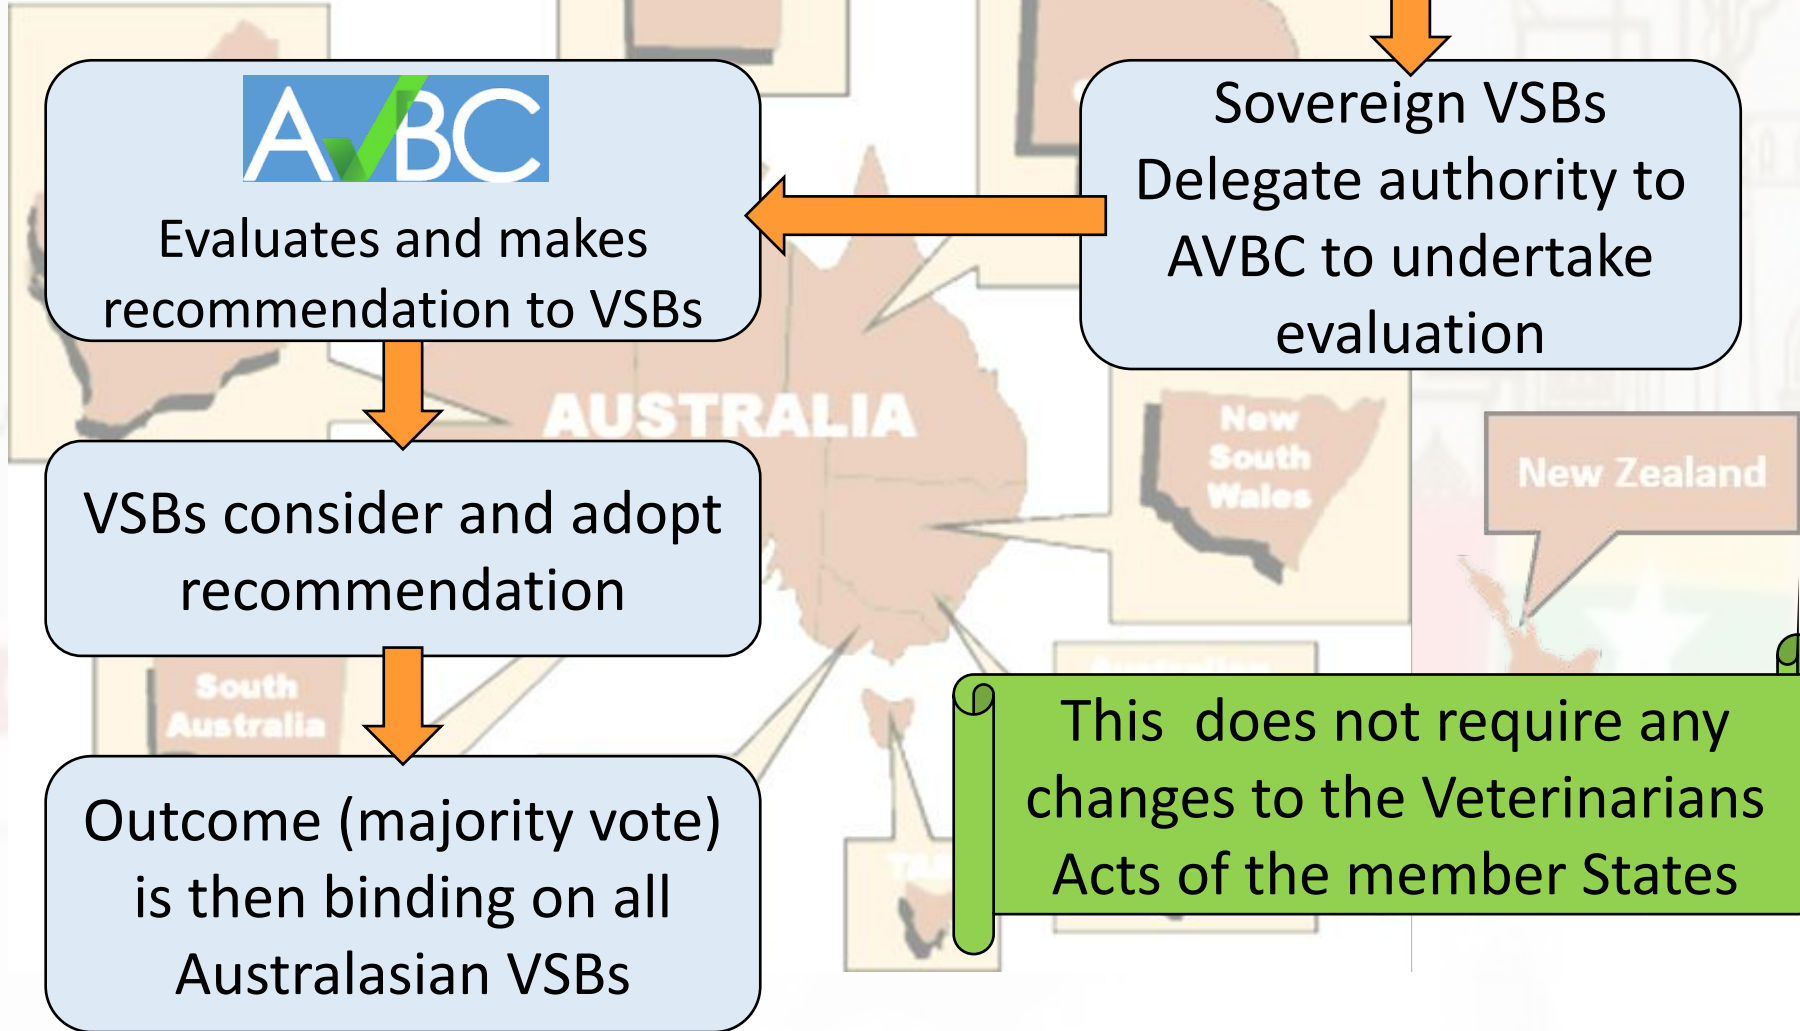 AVBC
Evaluates and makes
recommendation to VSBs
Sovereign VSBs
Delegate authority to
AVBC to undertake
evaluation
AUSTRALIA
New
South
Wales
New Zealand
VSBs consider and adopt
recommendation
South
Australia
This  does not require any
changes to the Veterinarians
Acts of the member States
Outcome (majority vote)
is then binding on all
Australasian VSBs